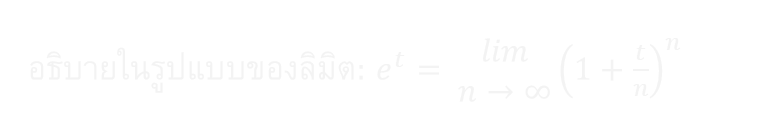 อธิบายในรูปแบบของลิมิต: e^t = lim n → ∞ (1 + t/n)^n